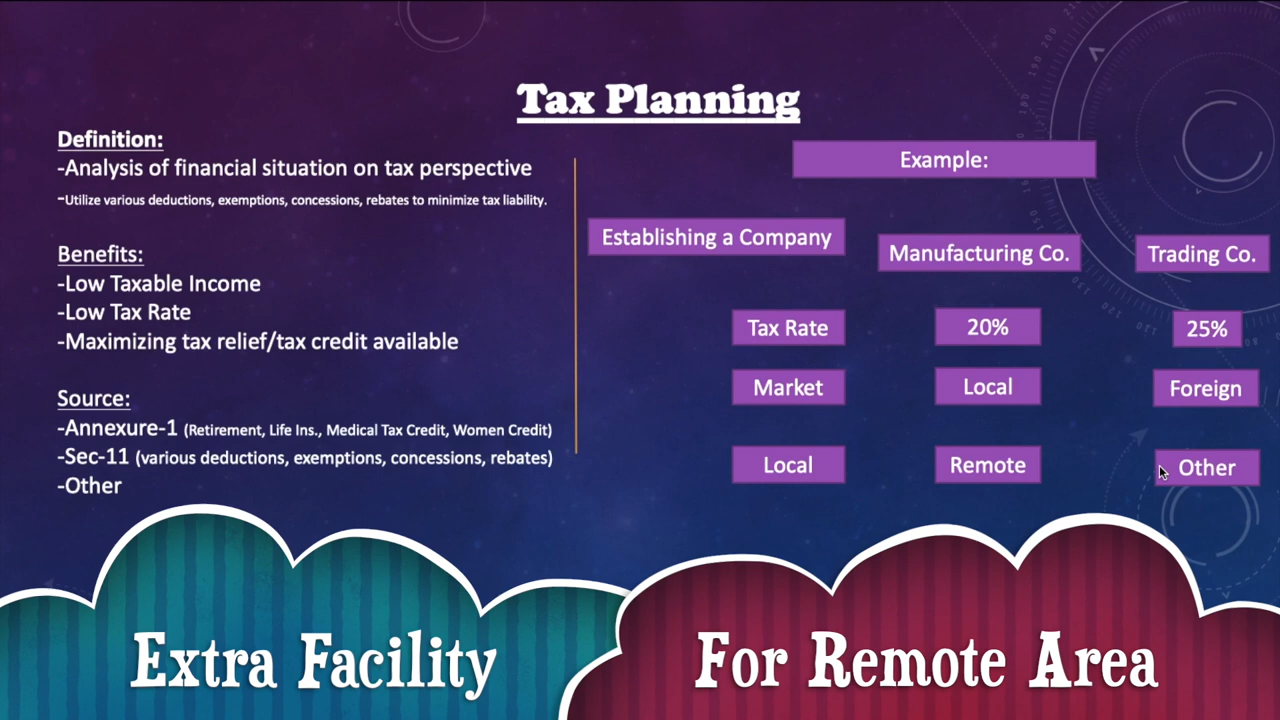 Tax Planning
Definition:
-Analysis of financial situation on tax perspective
-Utilize various deductions, exemptions, concessions, rebates to minimize tax liability.
Benefits:
-Low Taxable Income
-Low Tax Rate
-Maximizing tax relief/tax credit available
Source:
-Annexure-1 (Retirement, Life Ins., Medical Tax Credit, Women Credit)
-Sec-11 (various deductions, exemptions, concessions, rebates)
-Other
Example:
Establishing a Company Manufacturing Co. Trading Co.
Tax Rate 20% 25%
Market Local Foreign
Local Remote Other
Extra Facility For Remote Area